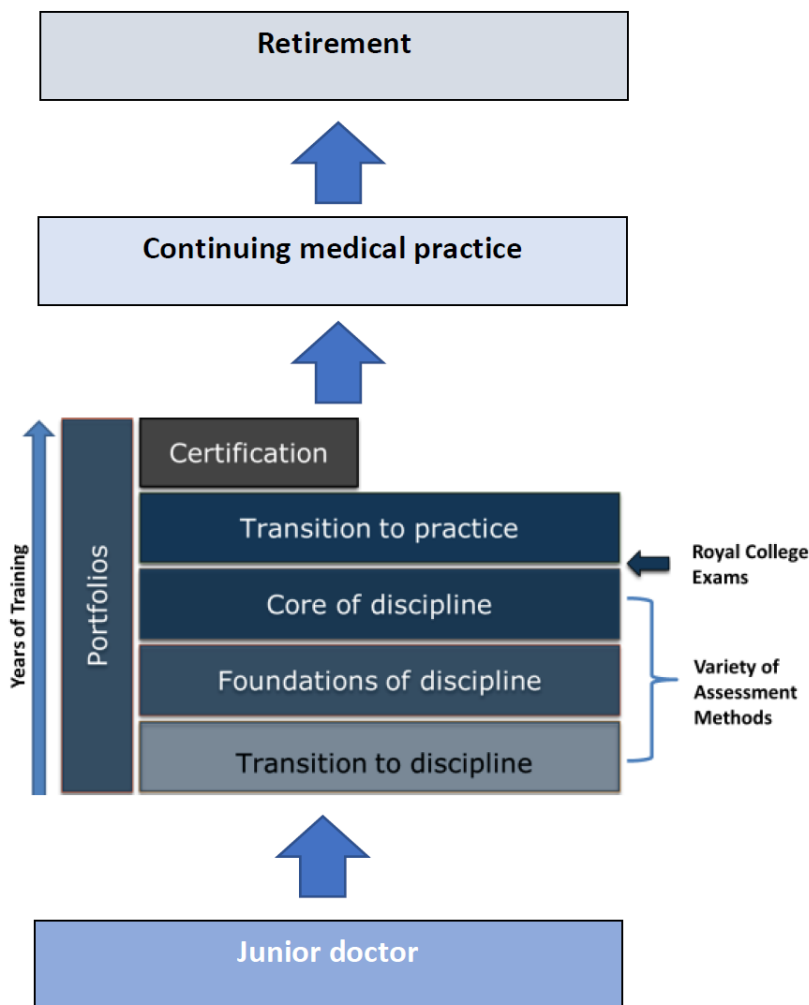 Retirement
Continuing medical practice
Years of Training
Portfolios
Certification
Transition to practice
Core of discipline
Foundations of discipline
Transition to discipline
Royal College
Exams
Variety of
Assessment
Methods
Junior doctor